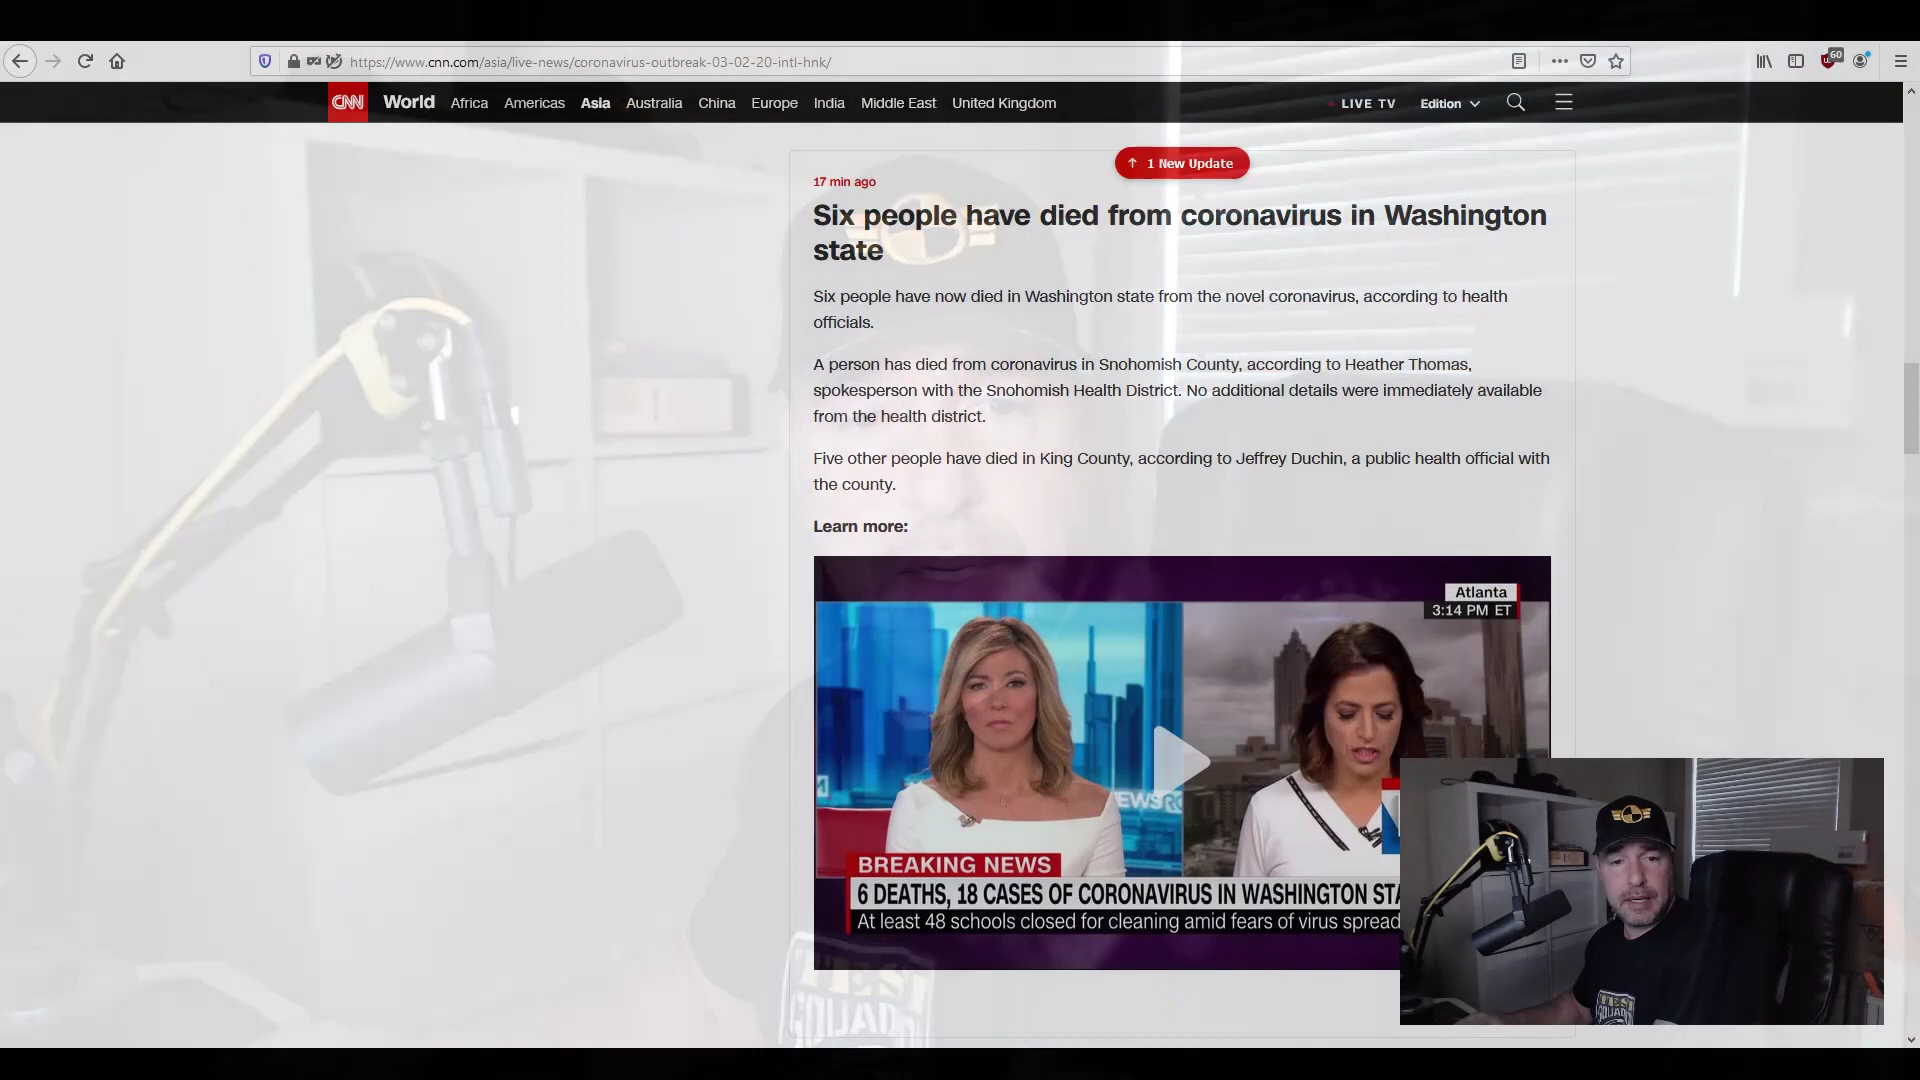 60
https://www.cnn.com/asia/live-news/coronavirus-outbreak-03-02-20-intl-hnk/
CNN World Africa Americas Asia Australia China Europe India Middle East United Kingdom LIVE TV Edition
↑ 1 New Update
17 min ago
Six people have died from coronavirus in Washington
state
Six people have now died in Washington state from the novel coronavirus, according to health
officials.
A person has died from coronavirus in Snohomish County, according to Heather Thomas,
spokesperson with the Snohomish Health District. No additional details were immediately available
from the health district.
Five other people have died in King County, according to Jeffrey Duchin, a public health official with
the county.
Learn more:
Atlanta
3:14 PM ET
BREAKING NEWS
6 DEATHS, 18 CASES OF CORONAVIRUS IN WASHINGTON STA
At least 48 schools closed for cleaning amid fears of virus spread
TEST
SQUAD
TEST
SQUAD